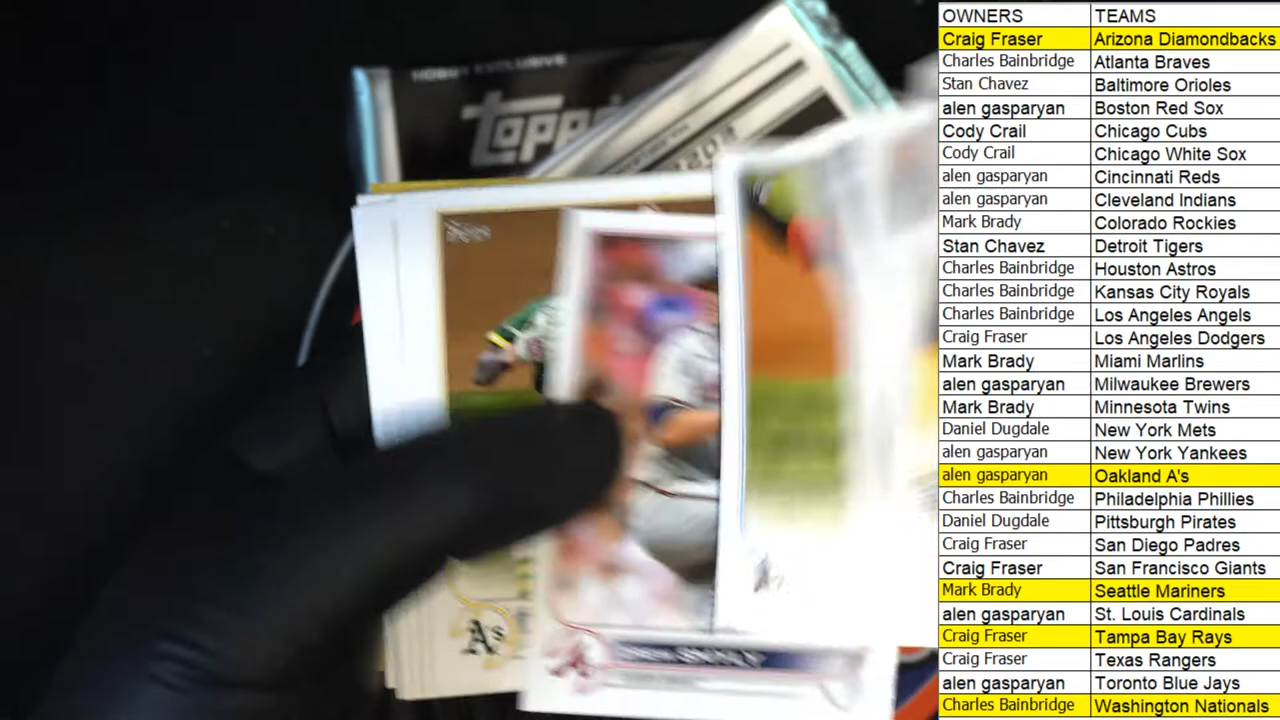 HOBBY EXCLUSIVE
topps
A's
A
OWNERS TEAMS
Craig Fraser Arizona Diamondbacks
Charles Bainbridge Atlanta Braves
Stan Chavez Baltimore Orioles
alen gasparyan Boston Red Sox
Cody Crail Chicago Cubs
Cody Crail Chicago White Sox
alen gasparyan Cincinnati Reds
alen gasparyan Cleveland Indians
Mark Brady Colorado Rockies
Stan Chavez Detroit Tigers
Charles Bainbridge Houston Astros
Charles Bainbridge Kansas City Royals
Charles Bainbridge Los Angeles Angels
Craig Fraser Los Angeles Dodgers
Mark Brady Miami Marlins
alen gasparyan Milwaukee Brewers
Mark Brady Minnesota Twins
Daniel Dugdale New York Mets
alen gasparyan New York Yankees
alen gasparyan Oakland A's
Charles Bainbridge Philadelphia Phillies
Daniel Dugdale Pittsburgh Pirates
Craig Fraser San Diego Padres
Craig Fraser San Francisco Giants
Mark Brady Seattle Mariners
alen gasparyan St. Louis Cardinals
Craig Fraser Tampa Bay Rays
Craig Fraser Texas Rangers
alen gasparyan Toronto Blue Jays
Charles Bainbridge Washington Nationals